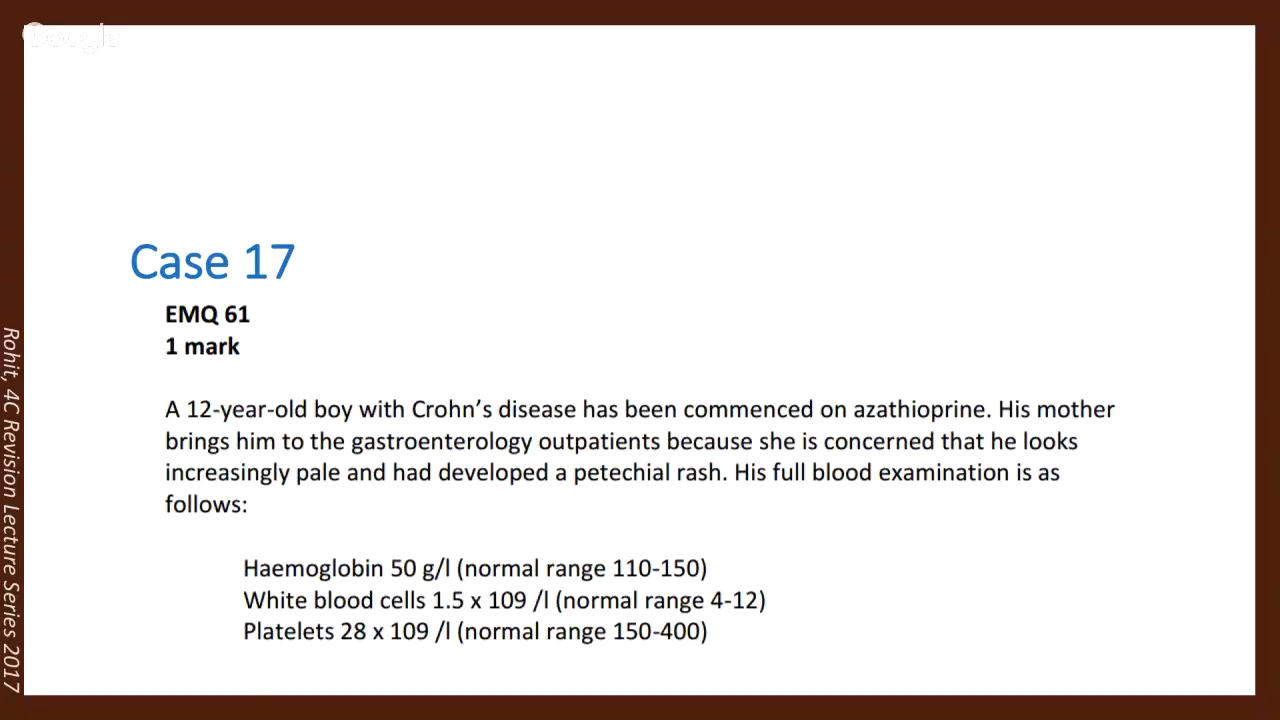 Google
Case 17
EMQ 61
1 mark
A 12-year-old boy with Crohn’s disease has been commenced on azathioprine. His mother
brings him to the gastroenterology outpatients because she is concerned that he looks
increasingly pale and had developed a petechial rash. His full blood examination is as
follows:
Haemoglobin 50 g/l (normal range 110-150)
White blood cells 1.5 x 109 /l (normal range 4-12)
Platelets 28 x 109 /l (normal range 150-400)
Rohit, 4C Revision Lecture Series 2017